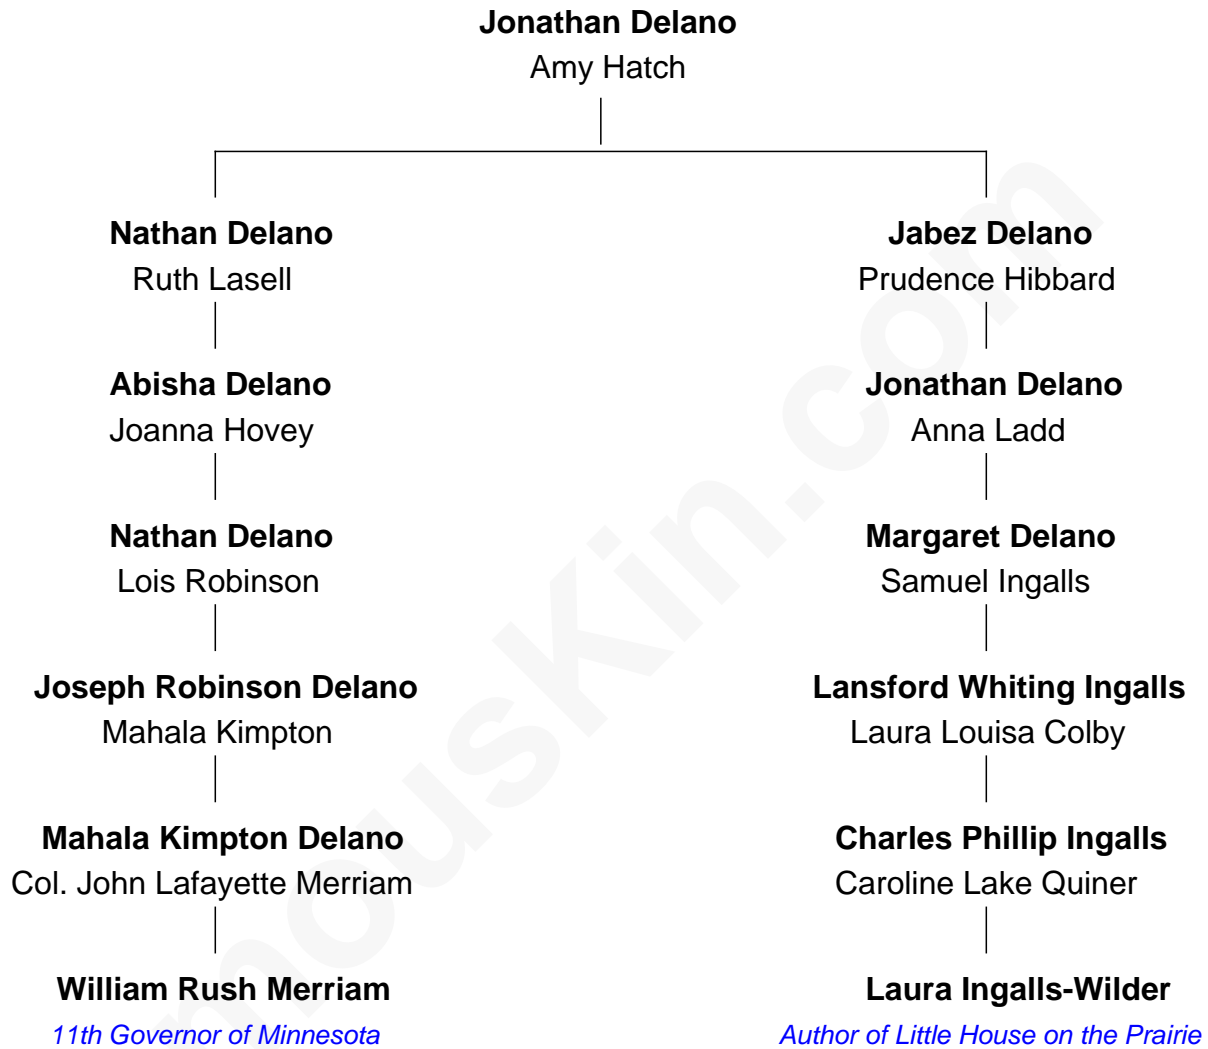 Jonathan Delano
Amy Hatch
Nathan Delano
Jabez Delano
Ruth Lasell
Prudence Hibbard
Abisha Delano
Jonathan Delano
Joanna Hovey
Anna Ladd
Nathan Delano
Margaret Delano
Lois Robinson
Samuel Ingalls
Joseph Robinson Delano
Lansford Whiting Ingalls
Mahala Kimpton
Laura Louisa Colby
Mahala Kimpton Delano
Charles Phillip Ingalls
Col. John Lafayette Merriam
Caroline Lake Quiner
William Rush Merriam
Laura Ingalls-Wilder
11th Governor of Minnesota
Author of Little House on the Prairie
mousKin.com